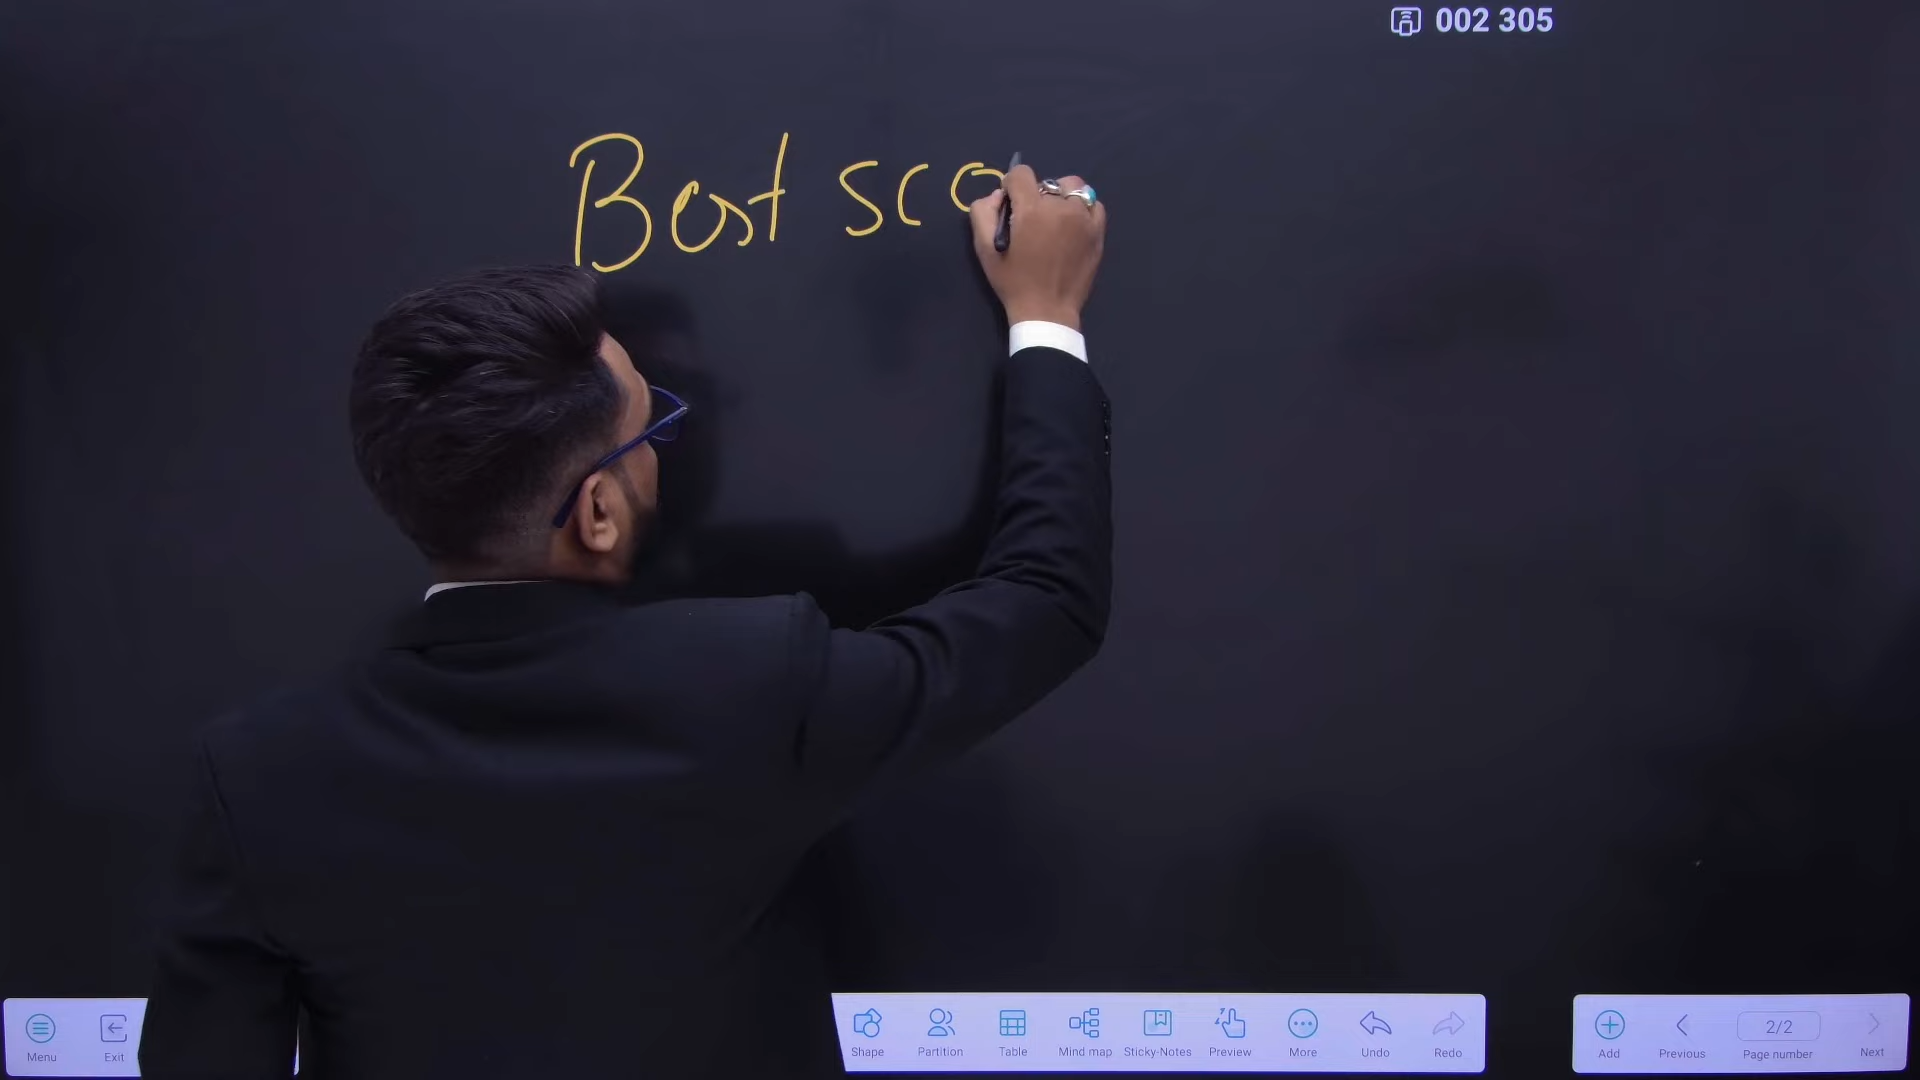 002 305
Best sco
Menu
Exit
Shape
Partition
Table
Mind map
Sticky-Notes
Preview
More
Undo
Redo
Add
Previous
2/2
Page number
Next